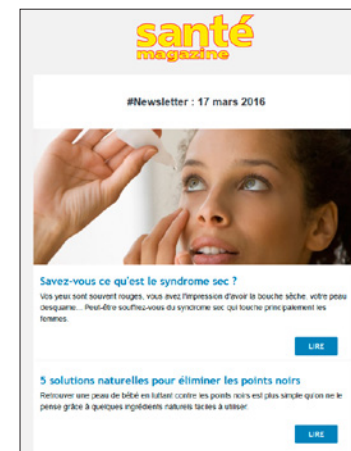 santé
magazine
#Newsletter : 17 mars 2016
Savez-vous ce qu'est le syndrome sec ?
Vos yeux sont souvent rouges, vous avez l'impression d'avoir la bouche sèche, votre peau
desquame... Peut-être souffrez-vous du syndrome sec qui touche principalement les
femmes.
LIRE
5 solutions naturelles pour éliminer les points noirs
Retrouver une peau de bébé en luttant contre les points noirs est plus simple qu'on ne le
pense grâce à quelques ingrédients naturels faciles à utiliser.
LIRE